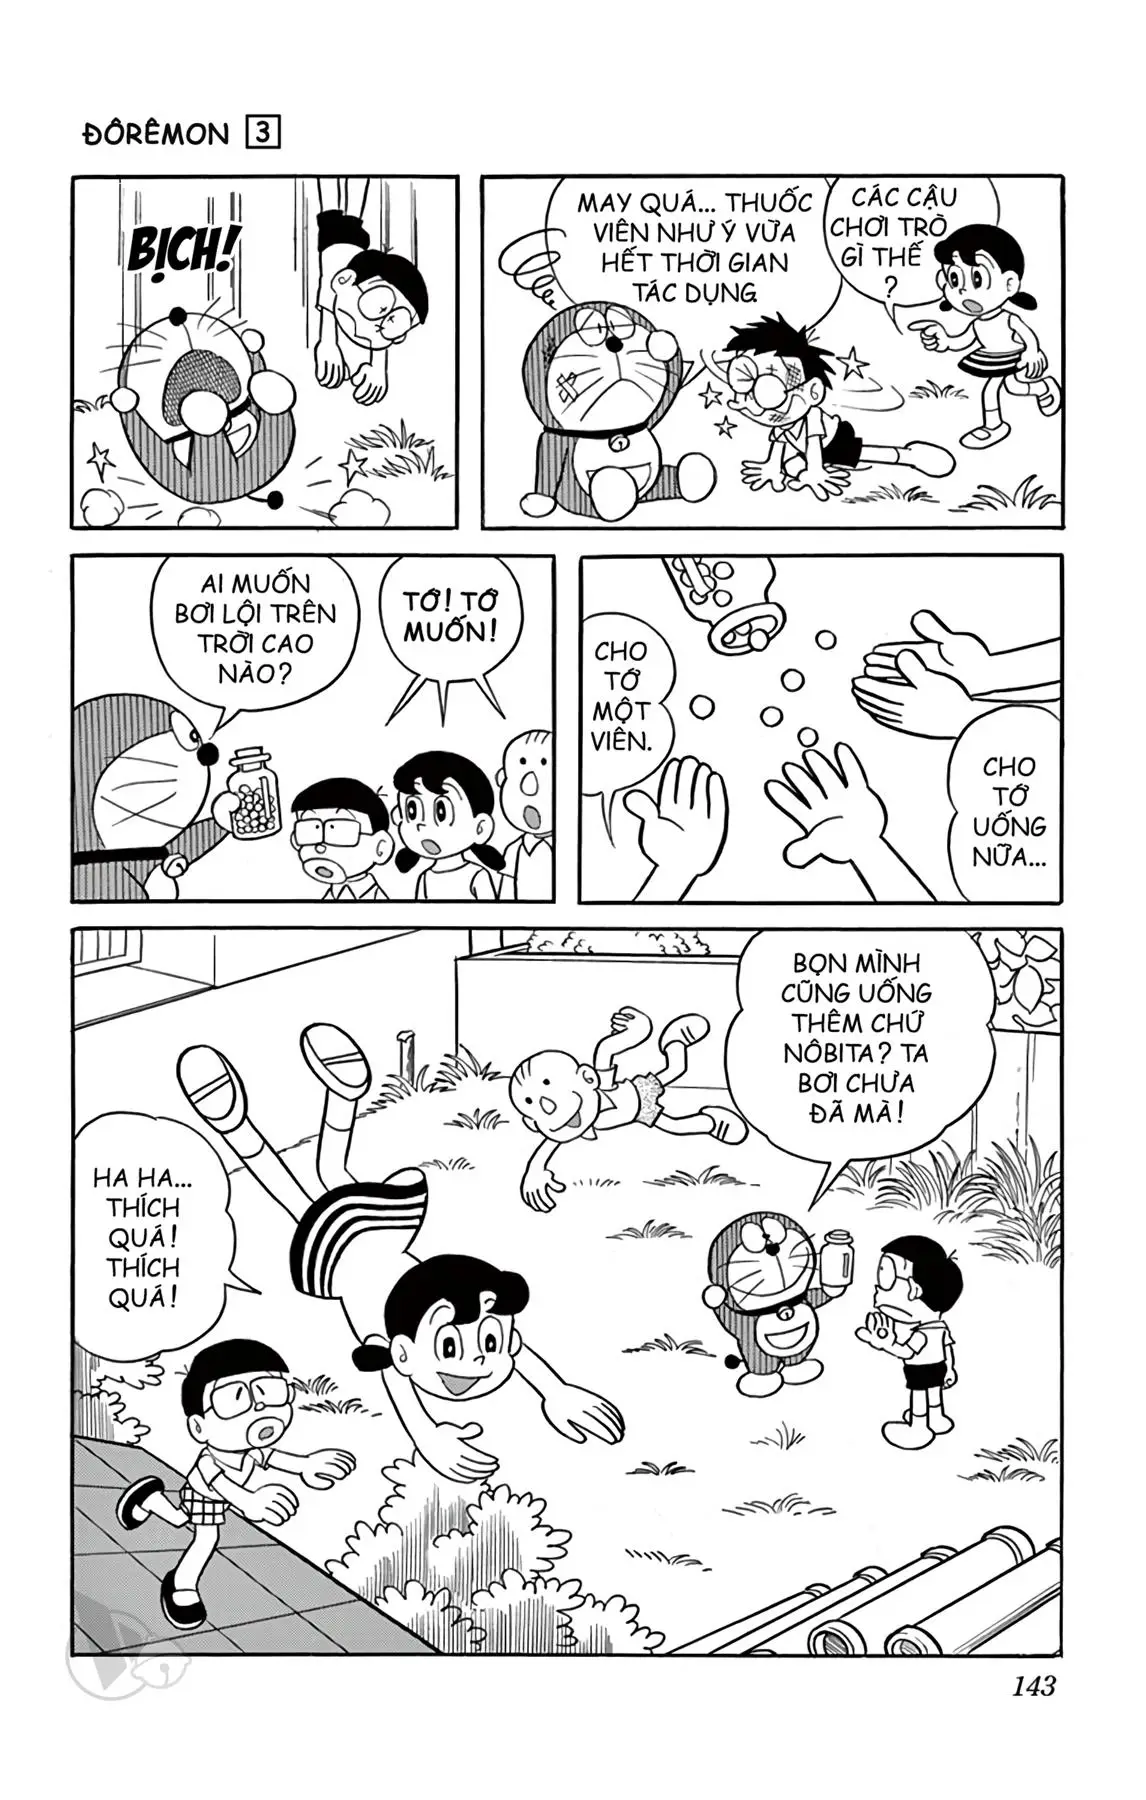 ĐÔRÊMON 3
BỊCH!
MAY QUÁ... THUỐC
VIÊN NHƯ Ý VỪA
HẾT THỜI GIAN
TÁC DỤNG
CÁC CẬU
CHƠI TRÒ
GÌ THẾ
?
AI MUỐN
BƠI LỘI TRÊN
TRỜI CAO
NÀO?
TỚ! TỚ
MUỐN!
CHO
TỚ
MỘT
VIÊN.
CHO
TỚ
UỐNG
NỮA...
BỌN MÌNH
CŨNG UỐNG
THÊM CHỨ
NÔBITA? TA
BƠI CHƯA
ĐÃ MÀ!
HA HA...
THÍCH
QUÁ!
THÍCH
QUÁ!
143